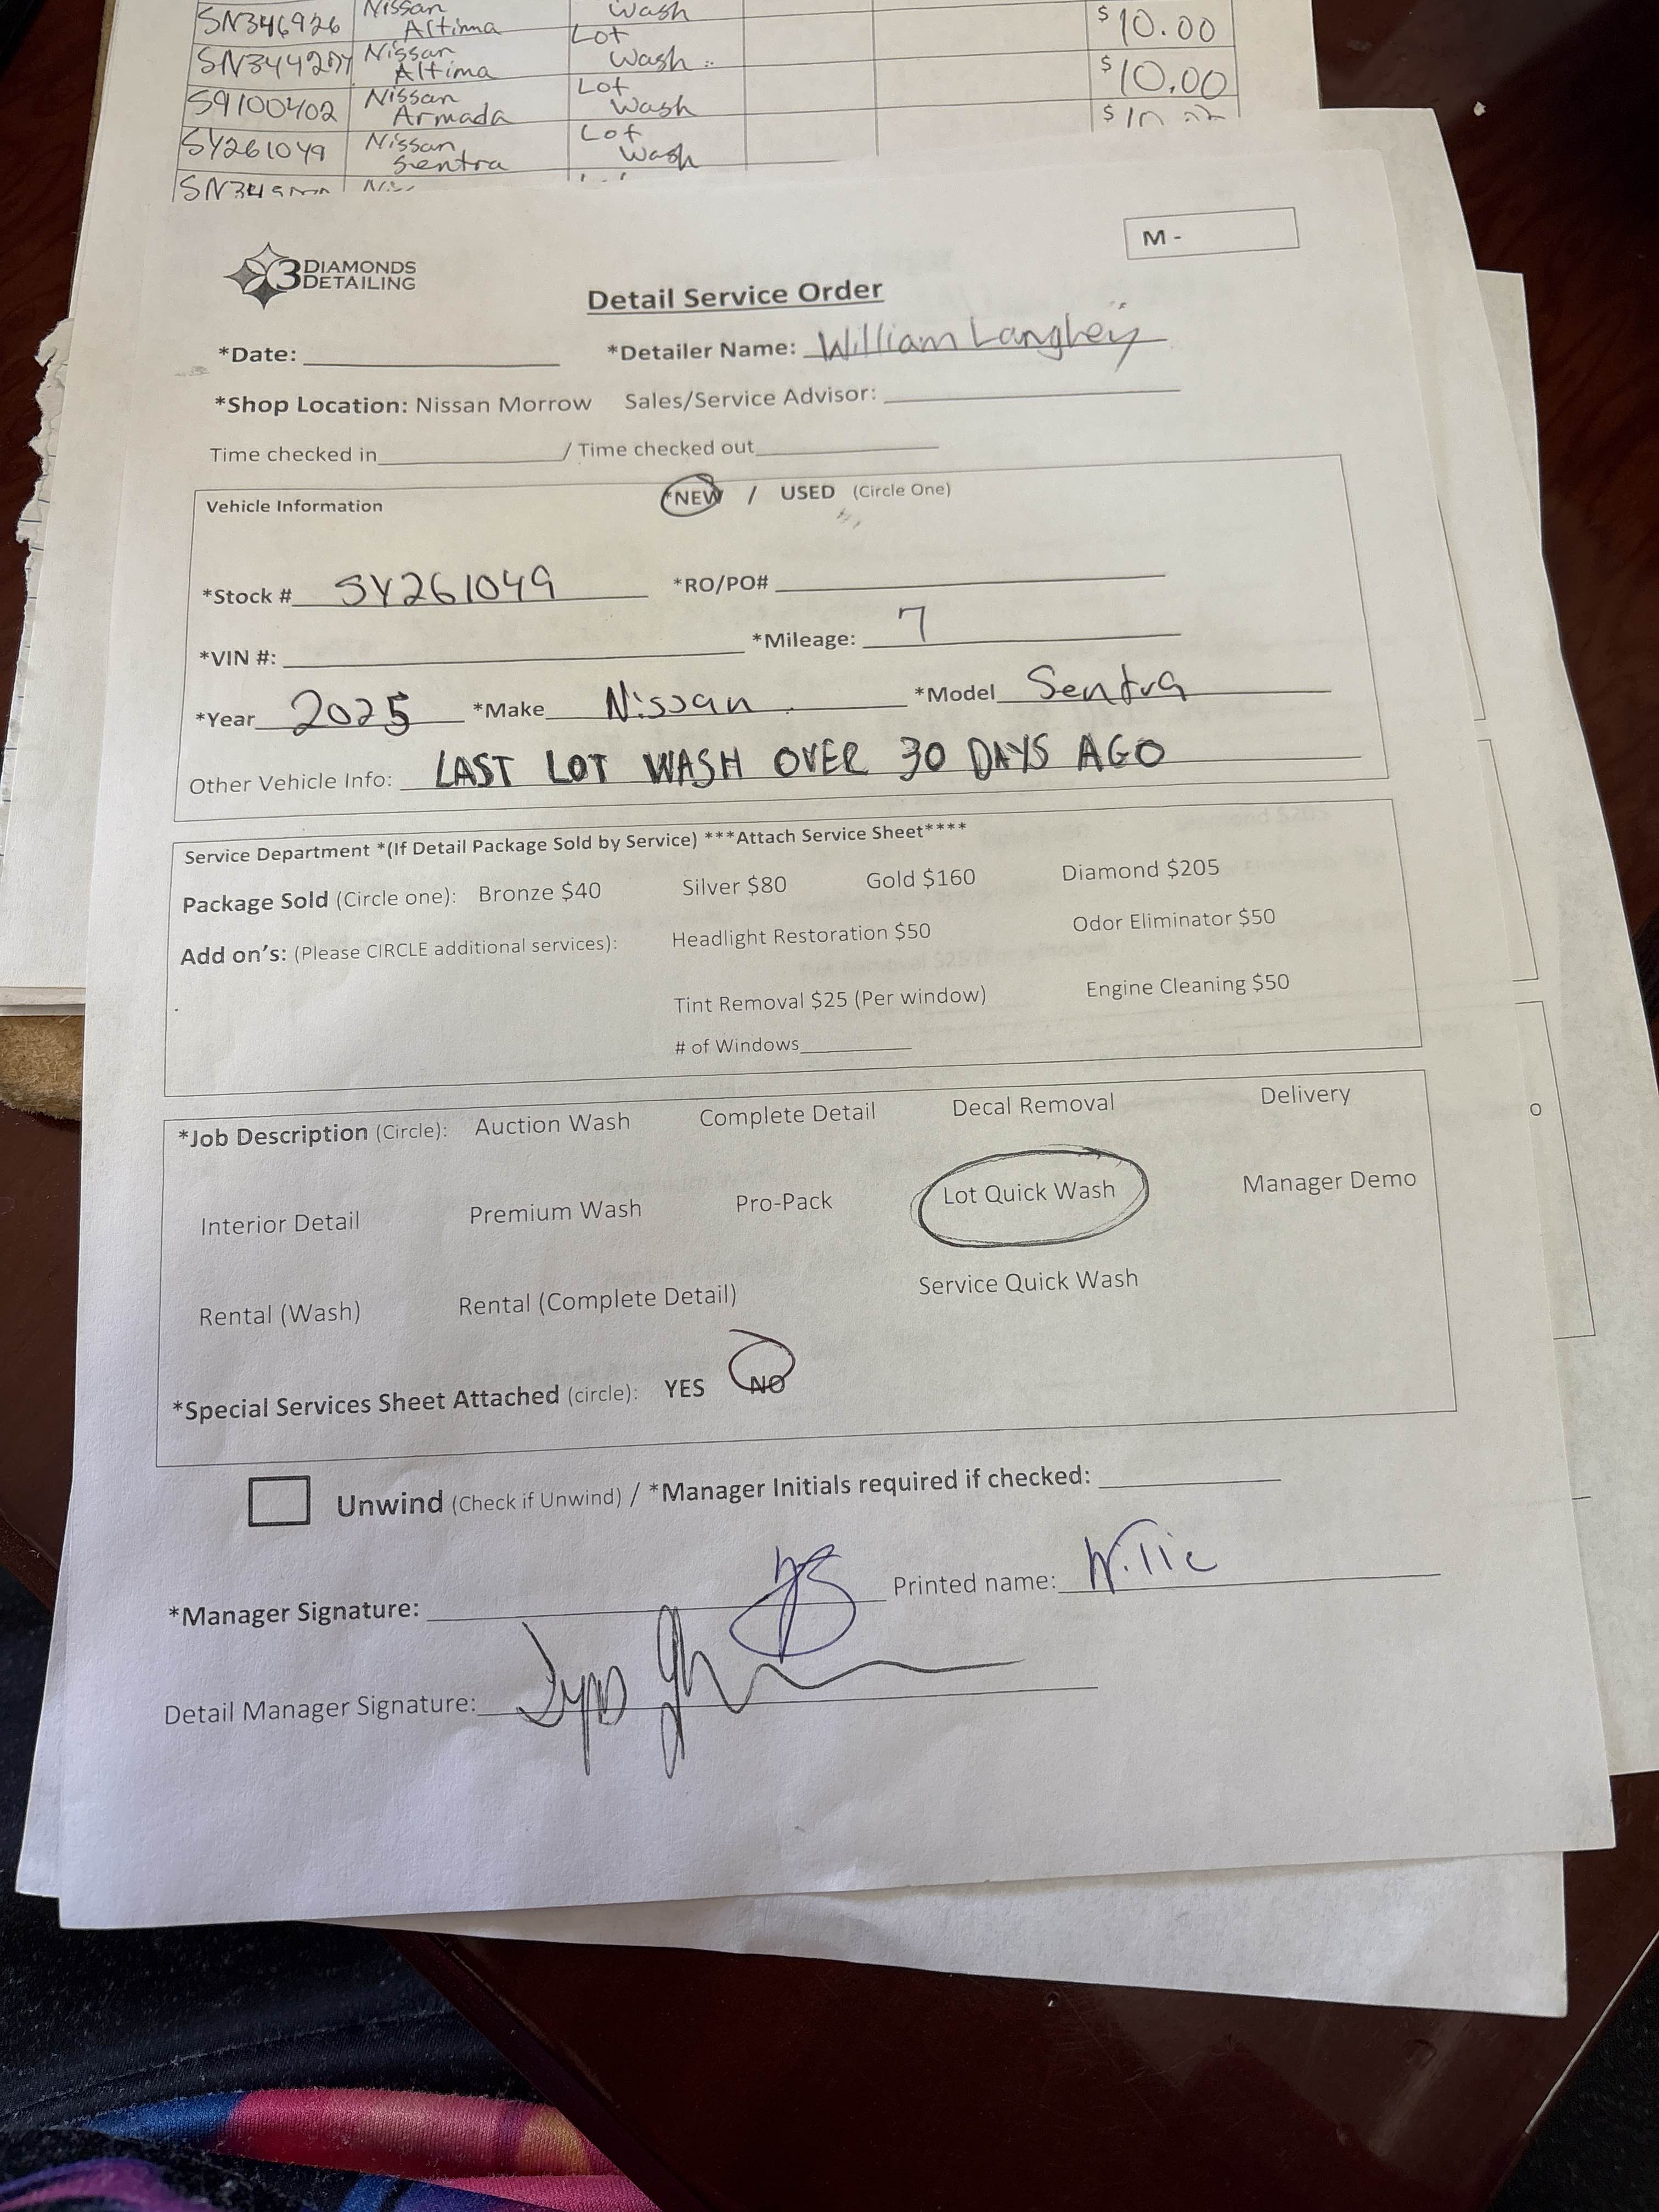 Nissan Wash
SN346926 Altima Lot $10.00
SN344277 Nissan Altima Wash $10.00
S9100402 Nissan Armada Lot Wash $
SY261049 Nissan Sentra Lot Wash
M -
3 DIAMONDS DETAILING
Detail Service Order
*Date: *Detailer Name: William Langhey
*Shop Location: Nissan Morrow Sales/Service Advisor:
Time checked in / Time checked out
Vehicle Information *NEW / USED (Circle One)
*Stock # SY261049 *RO/PO#
*VIN #: *Mileage: 7
*Year 2025 *Make Nissan *Model Sentra
Other Vehicle Info: LAST LOT WASH OVER 30 DAYS AGO
Service Department *(If Detail Package Sold by Service) ***Attach Service Sheet****
Package Sold (Circle one): Bronze $40 Silver $80 Gold $160 Diamond $205
Add on's: (Please CIRCLE additional services): Headlight Restoration $50 Odor Eliminator $50
Tint Removal $25 (Per window) Engine Cleaning $50
# of Windows
*Job Description (Circle): Auction Wash Complete Detail Decal Removal Delivery
Interior Detail Premium Wash Pro-Pack Lot Quick Wash Manager Demo
Rental (Wash) Rental (Complete Detail) Service Quick Wash
*Special Services Sheet Attached (circle): YES NO
Unwind (Check if Unwind) / *Manager Initials required if checked:
*Manager Signature: Printed name: Willie
Detail Manager Signature: